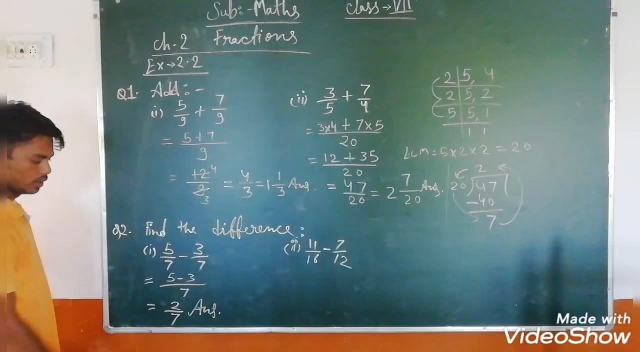 Sub:- Maths Class → VII
Ch.2 Fractions
Ex → 2.2
Q1. Add:-
(i) 5/9 + 7/9
= 5+7/9
= 12/9 4 3 = 4/3 = 1 1/3 Ans.
(ii) 3/5 + 7/4
= 3×4 + 7×5/20
= 12 + 35/20
= 47/20 = 2 7/20 Ans.
2 | 5, 4
2 | 5, 2
5 | 5, 1
1 1
LCM = 5×2×2 = 20
2
20) 47 (
-40
7
Q2. Find the difference:
(i) 5/7 - 3/7
= 5-3/7
= 2/7 Ans.
(ii) 11/16 - 7/12
Made with
VideoShow